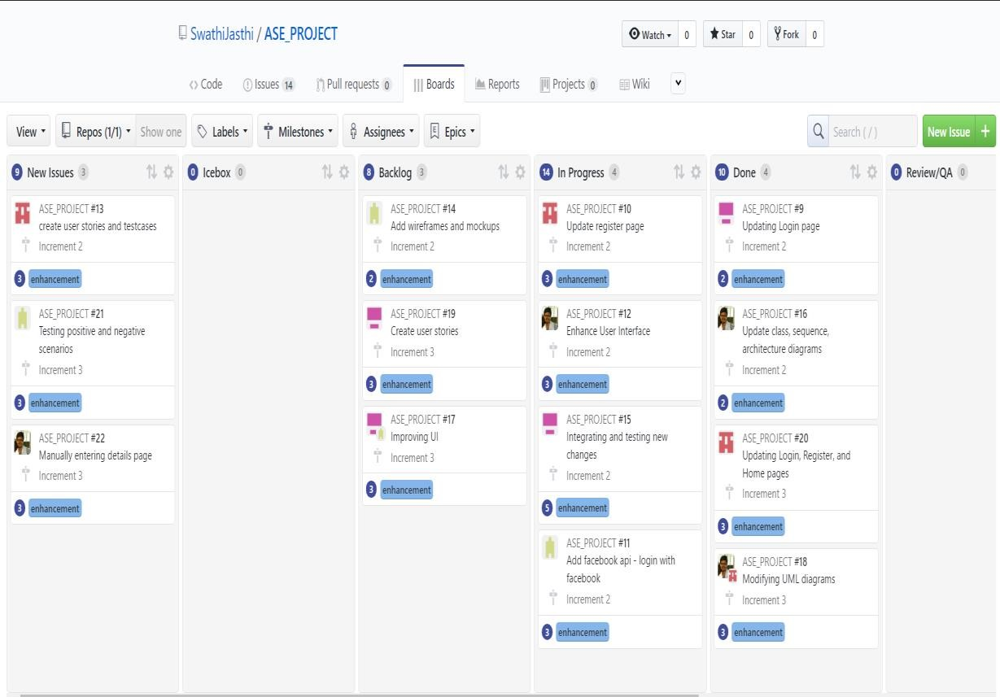 SwathiJasthi / ASE_PROJECT
Watch 0 Star 0 Fork 0
Code Issues 14 Pull requests 0 Boards Reports Projects 0 Wiki
View Repos (1/1) Show one Labels Milestones Assignees Epics Search ( / ) New Issue +
9 New Issues 3
ASE_PROJECT #13
create user stories and testcases
Increment 2
3 enhancement
ASE_PROJECT #21
Testing positive and negative
scenarios
Increment 3
3 enhancement
ASE_PROJECT #22
Manually entering details page
Increment 3
3 enhancement
0 Icebox 0
8 Backlog 3
ASE_PROJECT #14
Add wireframes and mockups
Increment 2
2 enhancement
ASE_PROJECT #19
Create user stories
Increment 3
3 enhancement
ASE_PROJECT #17
Improving UI
Increment 3
3 enhancement
14 In Progress 4
ASE_PROJECT #10
Update register page
Increment 2
3 enhancement
ASE_PROJECT #12
Enhance User Interface
Increment 2
3 enhancement
ASE_PROJECT #15
Integrating and testing new
changes
Increment 2
5 enhancement
ASE_PROJECT #11
Add facebook api - login with
facebook
Increment 2
3 enhancement
10 Done 4
ASE_PROJECT #9
Updating Login page
Increment 2
2 enhancement
ASE_PROJECT #16
Update class, sequence,
architecture diagrams
Increment 2
2 enhancement
ASE_PROJECT #20
Updating Login, Register, and
Home pages
Increment 3
3 enhancement
ASE_PROJECT #18
Modifying UML diagrams
Increment 3
3 enhancement
0 Review/QA 0